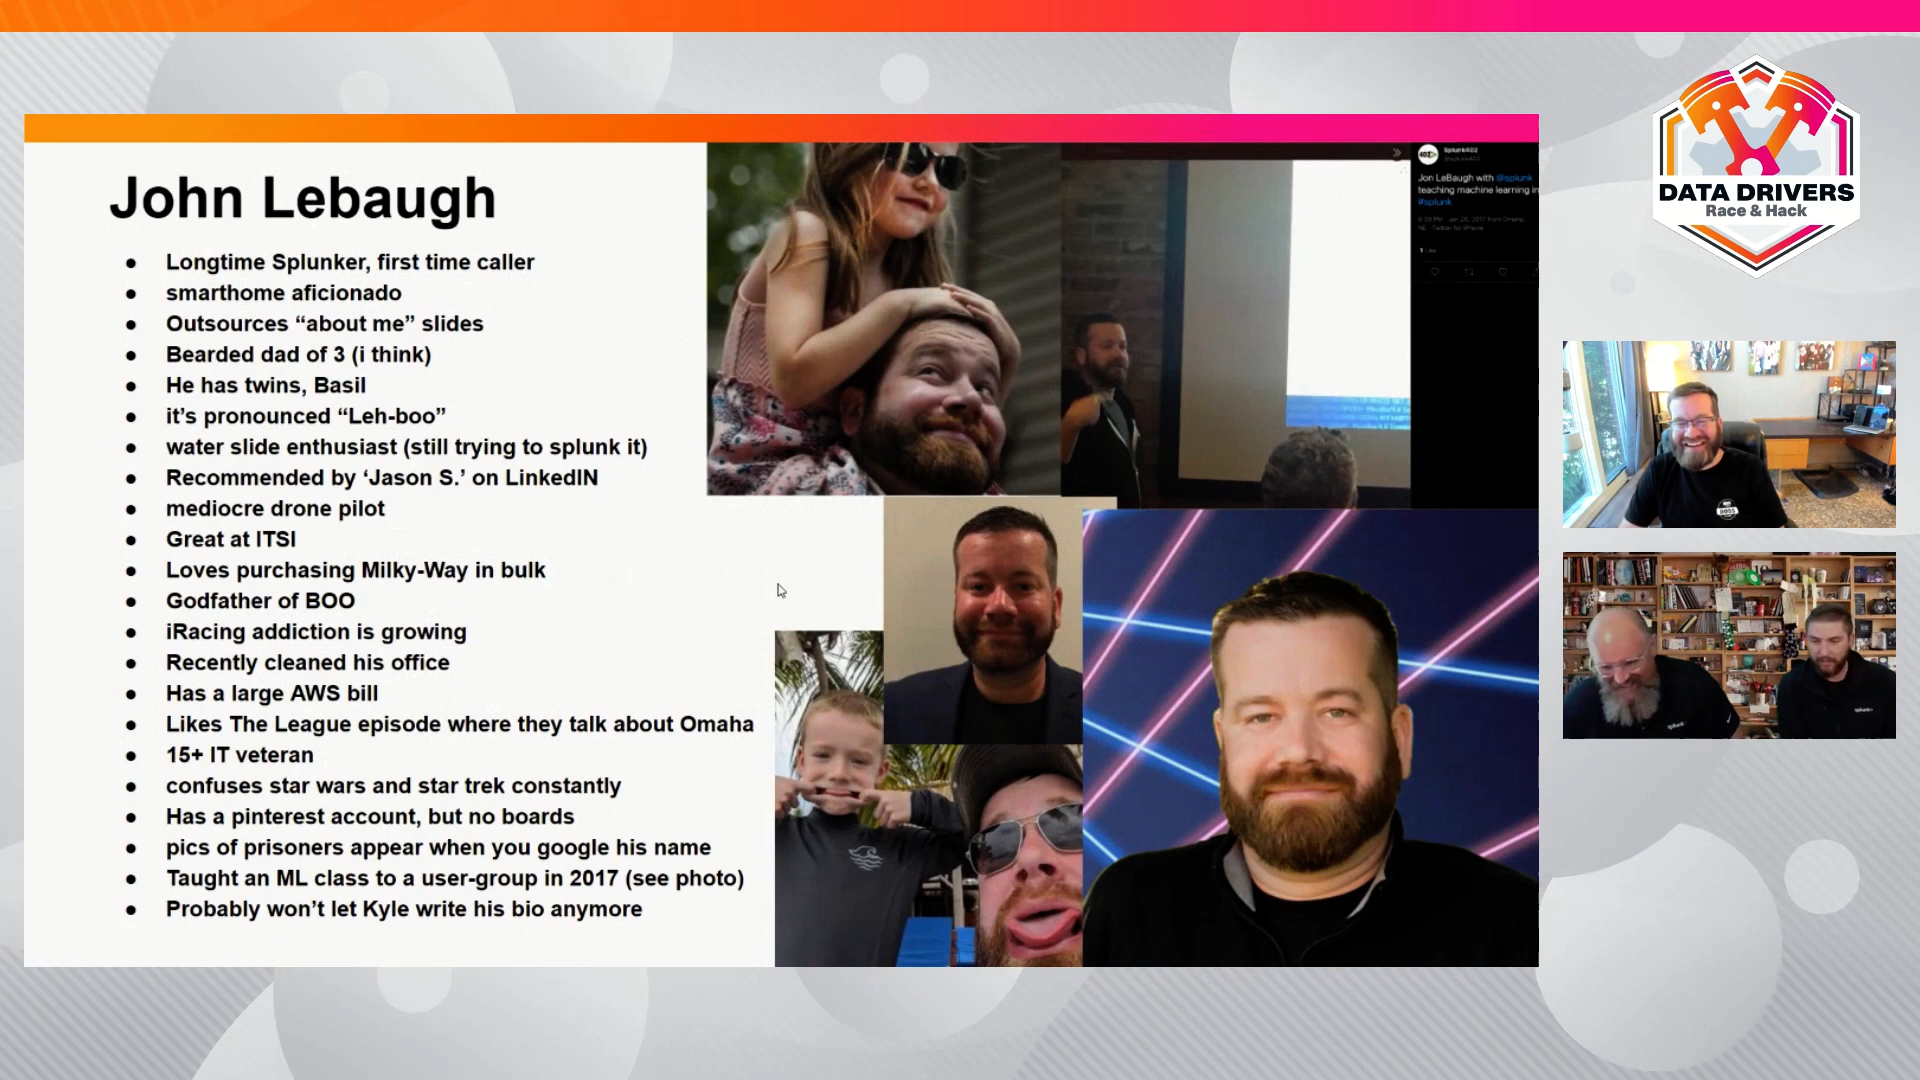 John Lebaugh
● Longtime Splunker, first time caller
● smarthome aficionado
● Outsources “about me” slides
● Bearded dad of 3 (i think)
● He has twins, Basil
● it’s pronounced “Leh-boo”
● water slide enthusiast (still trying to splunk it)
● Recommended by ‘Jason S.’ on LinkedIN
● mediocre drone pilot
● Great at ITSI
● Loves purchasing Milky-Way in bulk
● Godfather of BOO
● iRacing addiction is growing
● Recently cleaned his office
● Has a large AWS bill
● Likes The League episode where they talk about Omaha
● 15+ IT veteran
● confuses star wars and star trek constantly
● Has a pinterest account, but no boards
● pics of prisoners appear when you google his name
● Taught an ML class to a user-group in 2017 (see photo)
● Probably won’t let Kyle write his bio anymore
Splunk402
Jon LeBaugh with @splunk
teaching machine learning in
#splunk
DATA DRIVERS
Race & Hack